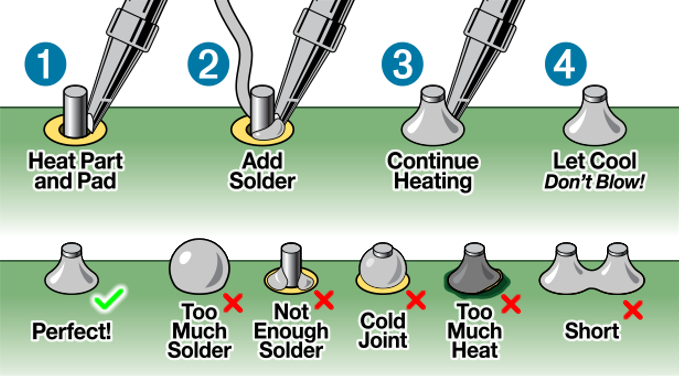 1
2
3
4
Heat Part
and Pad
Add
Solder
Continue
Heating
Let Cool
Don't Blow!
Perfect!
Too
Much
Solder
Not
Enough
Solder
Cold
Joint
Too
Much
Heat
Short